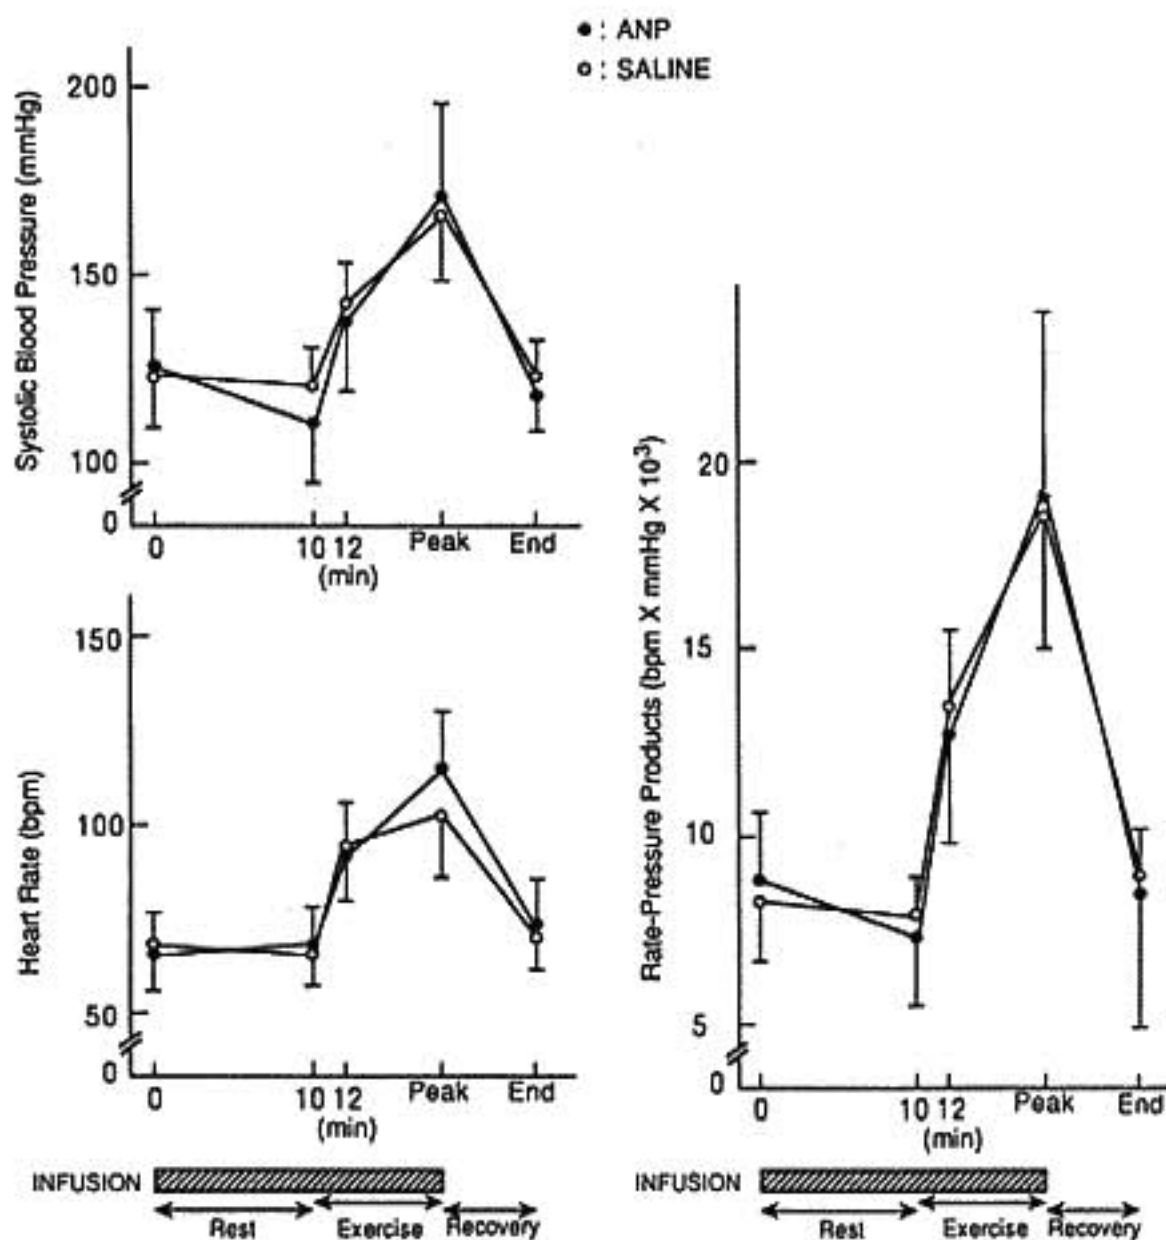 ● : ANP
○ : SALINE
Systolic Blood Pressure (mmHg)
200
150
100
0
0 10 12 Peak End
(min)
Heart Rate (bpm)
150
100
50
0
0 10 12 Peak End
(min)
INFUSION
Rest Exercise Recovery
Rate-Pressure Products (bpm X mmHg X 10³)
20
15
10
5
0
0 10 12 Peak End
(min)
INFUSION
Rest Exercise Recovery